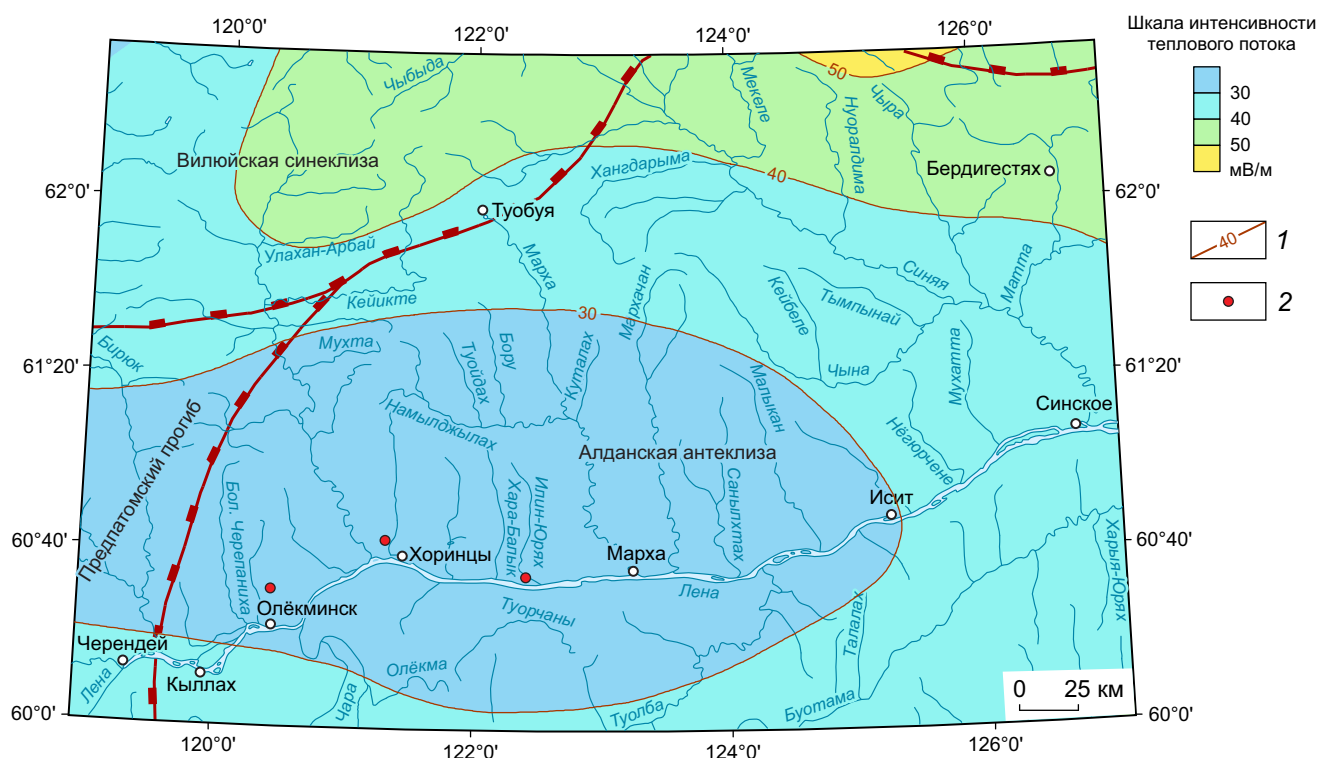 120°0'
122°0'
124°0'
126°0'
Шкала интенсивности
теплового потока
30
40
50
мВ/м
50
Чыбыда
Мекеле
Нуоралдима
Чыра
Вилюйская синеклиза
Хангдарыма
40
Бердигестях
62°0'
62°0'
Туобуя
Улахан-Арбай
Марха
Мархачан
Синяя
Матта
40
1
Кейикте
Кейбеле
Тымпынай
2
30
Бирюк
Мухта
Туойдах
Бору
Куталах
Чына
Мухатта
61°20'
61°20'
Малыкан
Намылджылах
Синское
Предпатомский прогиб
Алданская антеклиза
Нёгюрчене
Бол. Черепаниха
Хара-Балык
Илин-Юрях
Саныяхтах
Исит
60°40'
60°40'
Хоринцы
Марха
Харыя-Юрях
Олёкминск
Лена
Туорчаны
Талалах
Черендей
Кыллах
Лена
Олёкма
Чара
Туолба
Буотама
0
25 км
60°0'
60°0'
120°0'
122°0'
124°0'
126°0'